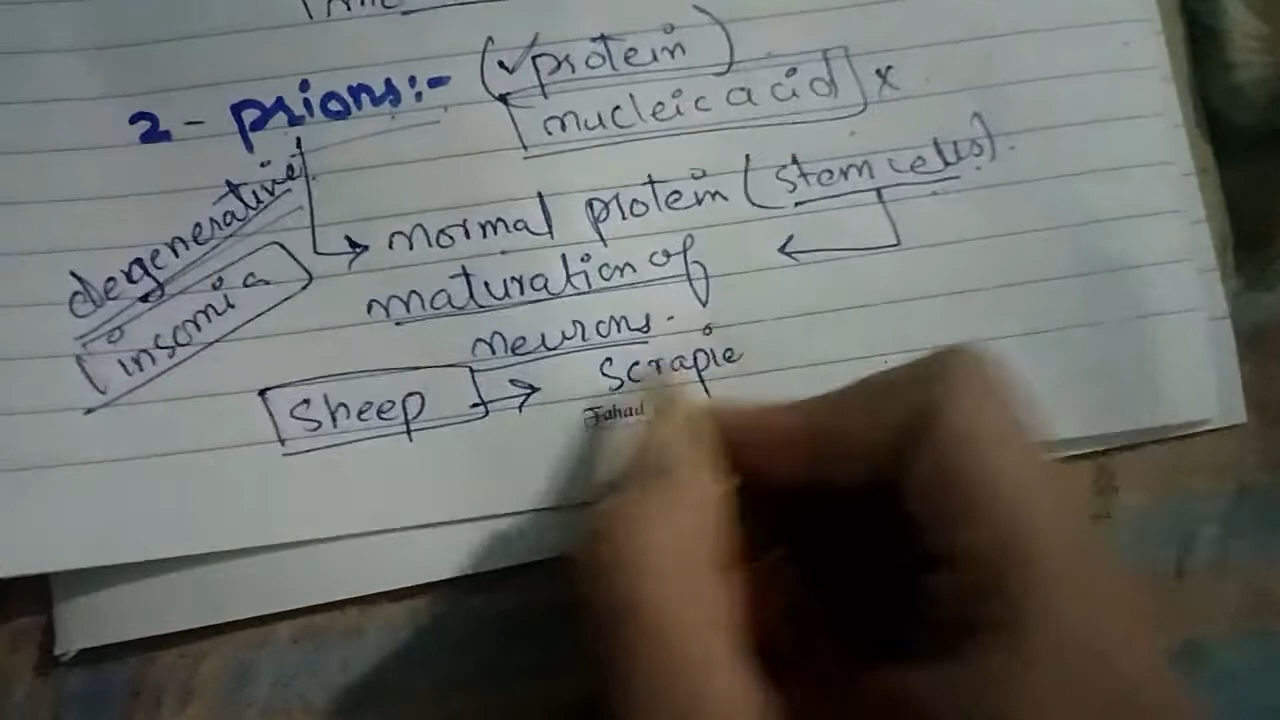 2 - prions:- (✓protein)
nucleic acid x
degenerative
normal protein (stem cells).
maturation of
neurons.
insomia
Sheep → Scrapie
Fahad